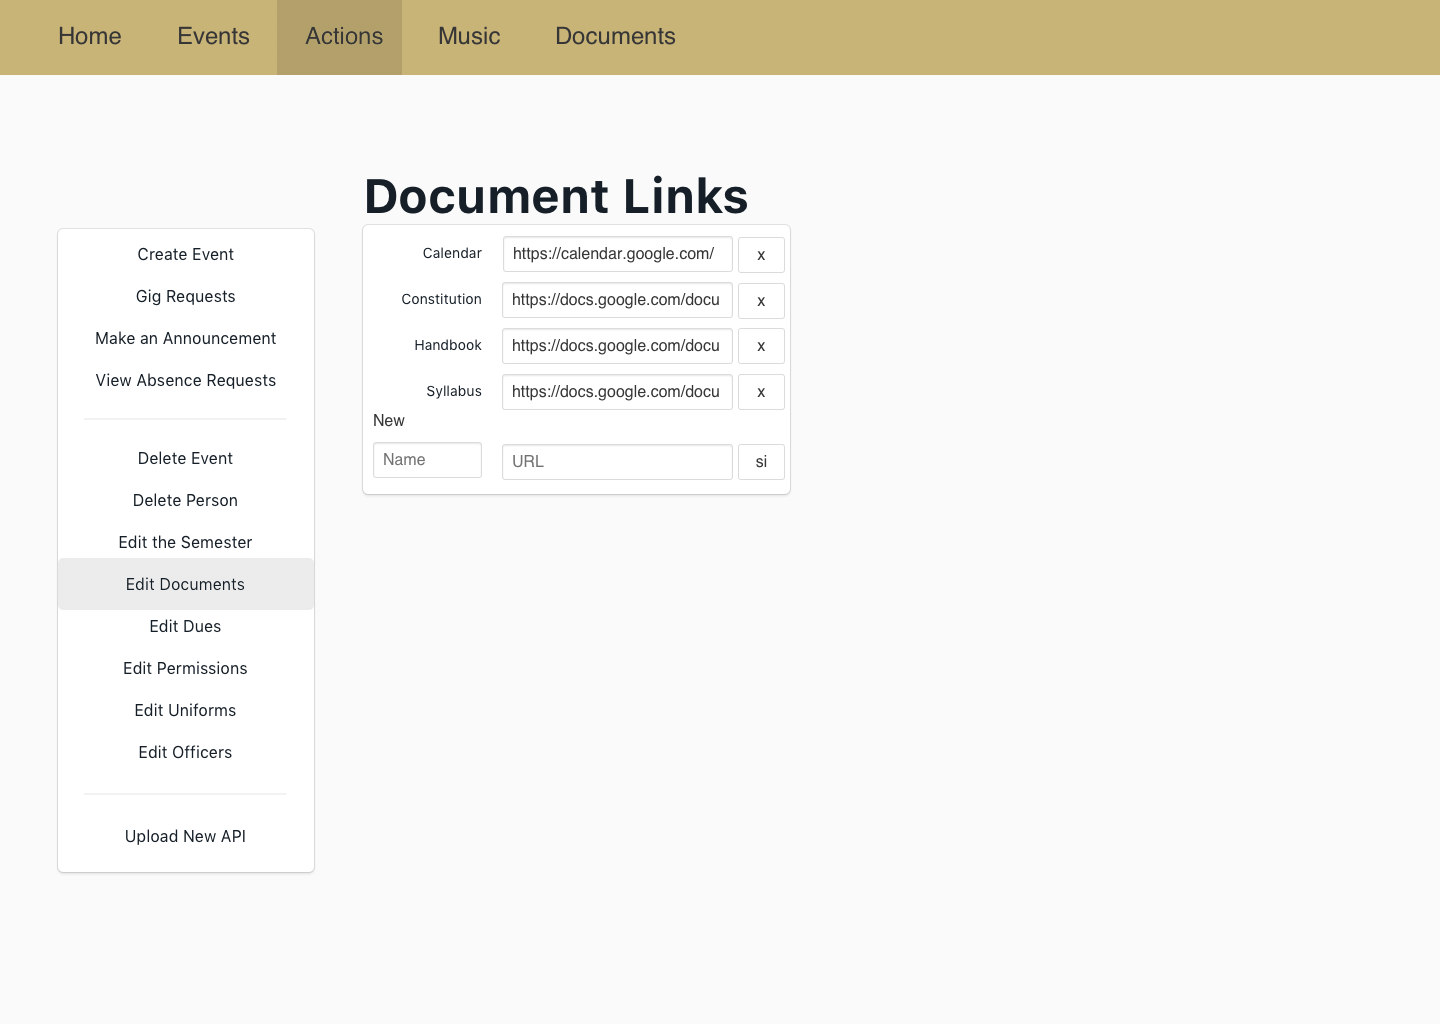 Home Events Actions Music Documents
Document Links
Create Event
Gig Requests
Make an Announcement
View Absence Requests
Delete Event
Delete Person
Edit the Semester
Edit Documents
Edit Dues
Edit Permissions
Edit Uniforms
Edit Officers
Upload New API
Calendar https://calendar.google.com/ x
Constitution https://docs.google.com/docu x
Handbook https://docs.google.com/docu x
Syllabus https://docs.google.com/docu x
New
Name URL si